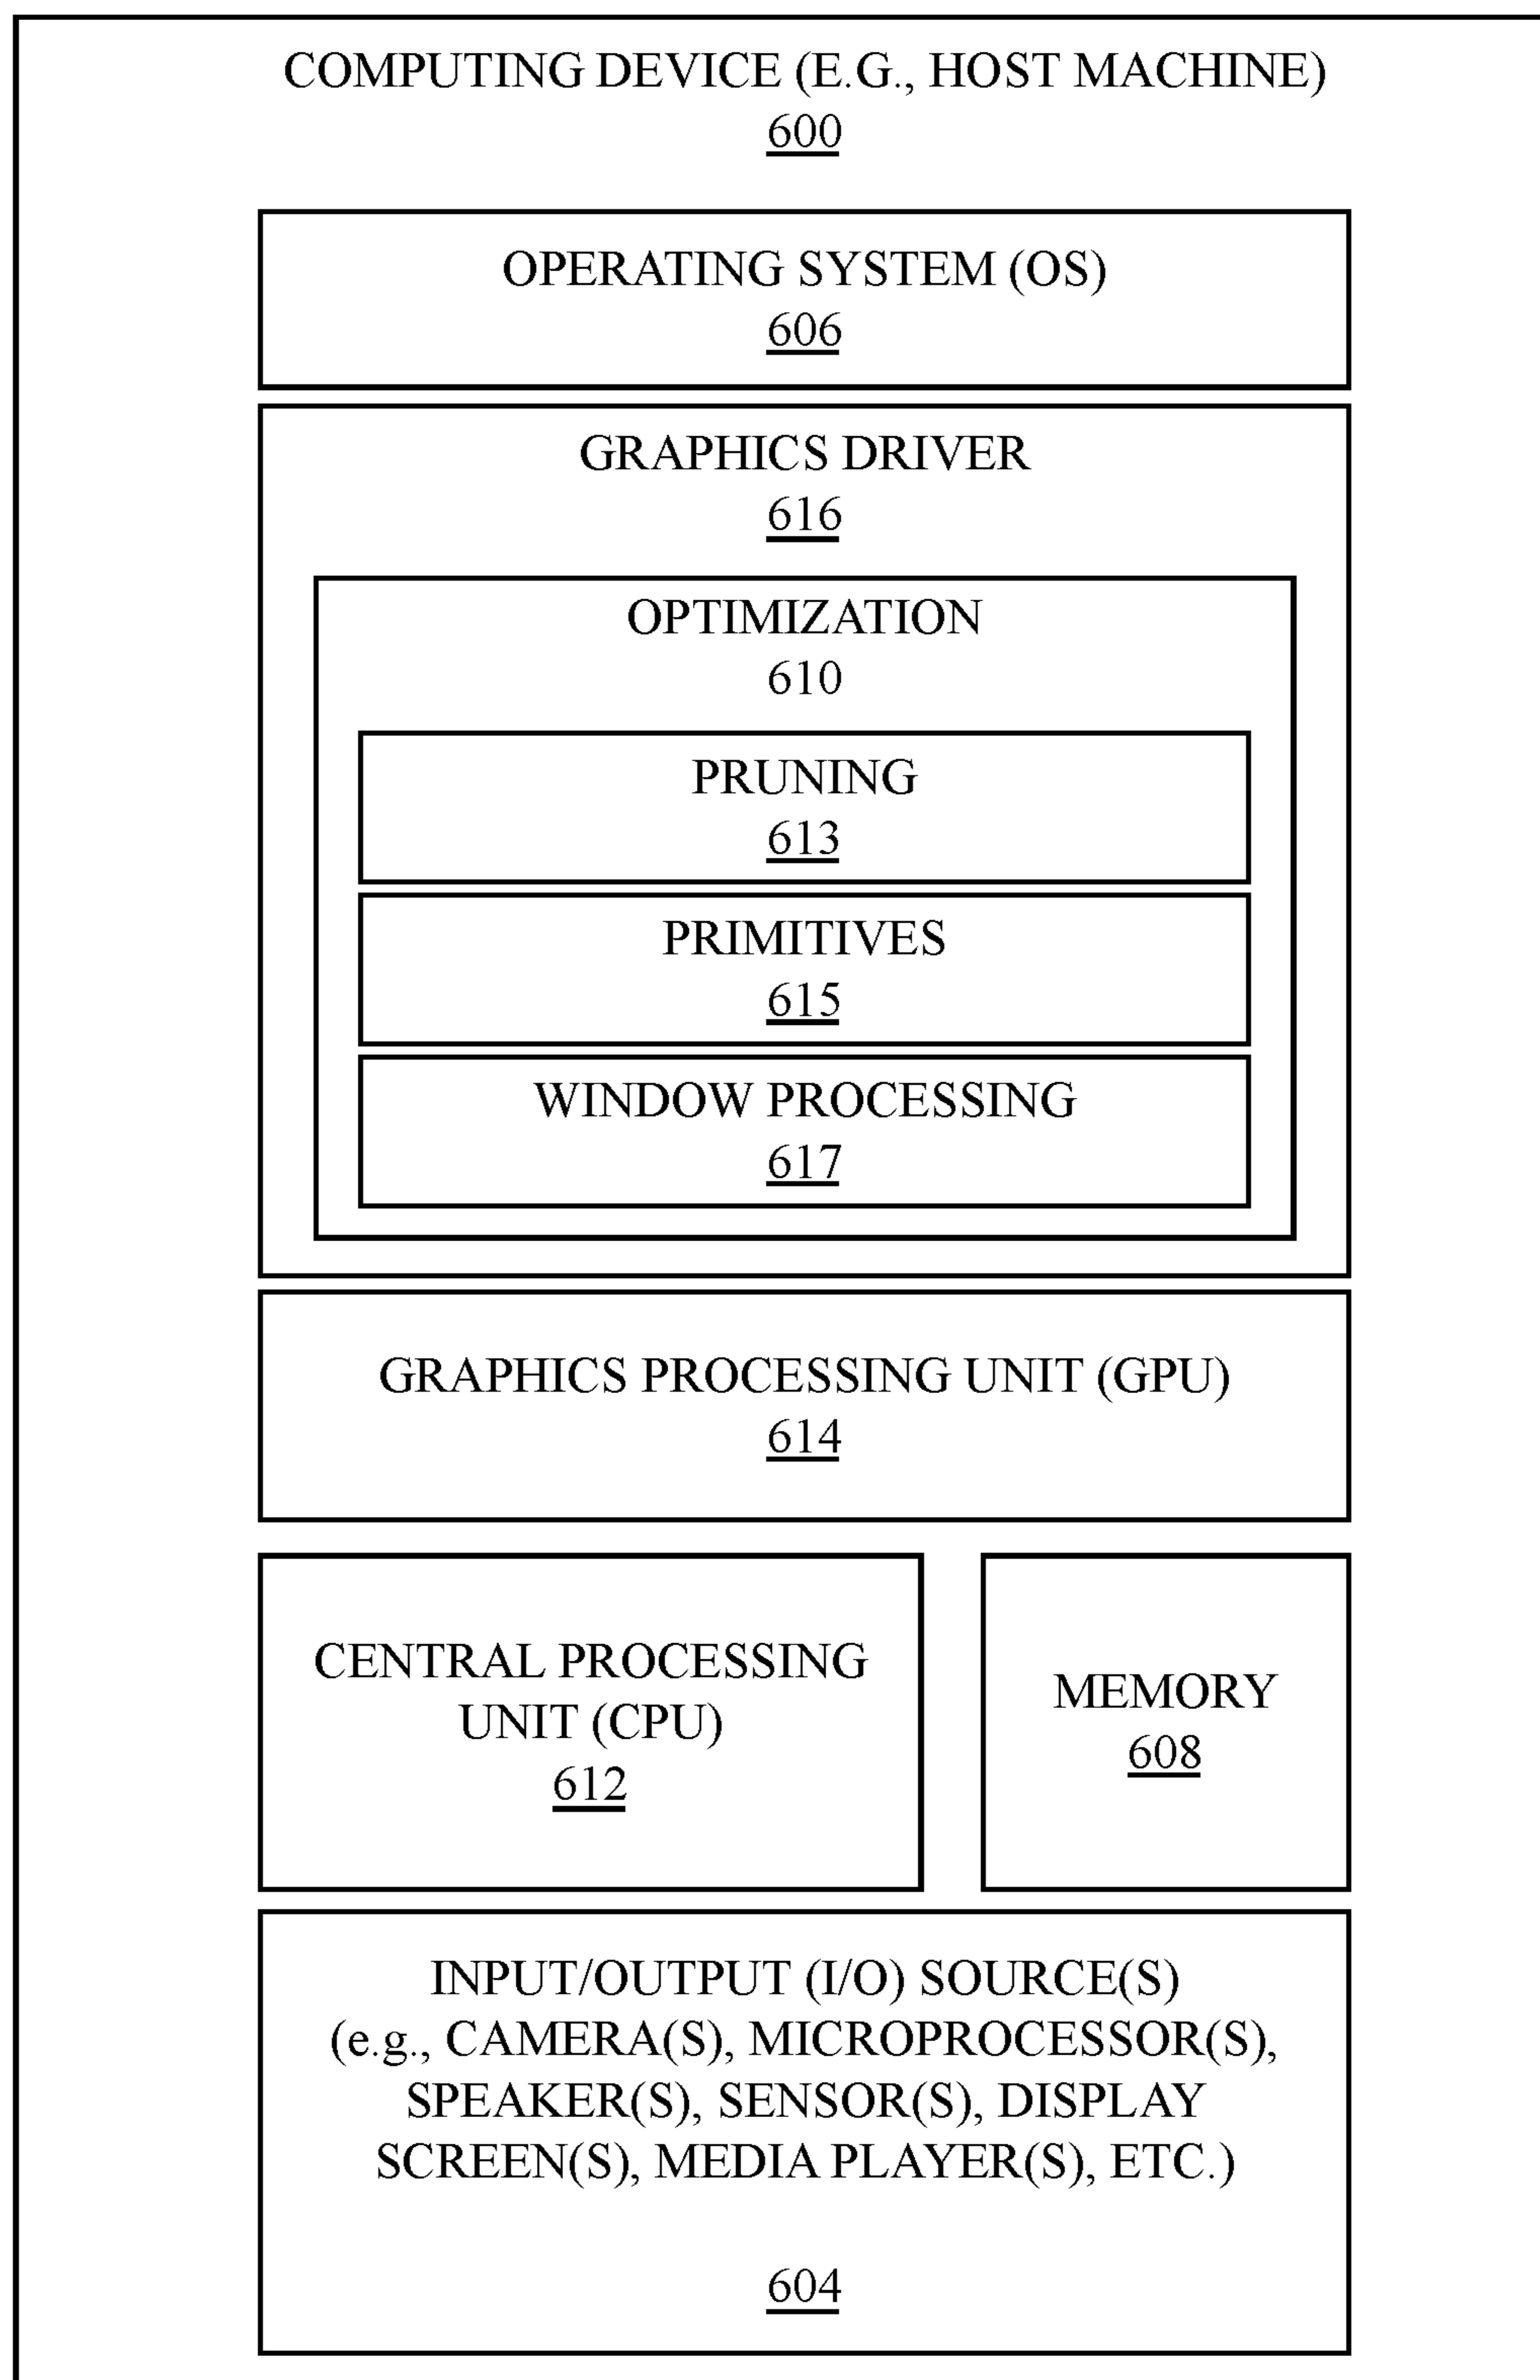 COMPUTING DEVICE (E.G., HOST MACHINE)
600
OPERATING SYSTEM (OS)
606
GRAPHICS DRIVER
616
OPTIMIZATION
610
PRUNING
613
PRIMITIVES
615
WINDOW PROCESSING
617
GRAPHICS PROCESSING UNIT (GPU)
614
CENTRAL PROCESSING
UNIT (CPU)
612
MEMORY
608
INPUT/OUTPUT (I/O) SOURCE(S)
(e.g., CAMERA(S), MICROPROCESSOR(S),
SPEAKER(S), SENSOR(S), DISPLAY
SCREEN(S), MEDIA PLAYER(S), ETC.)
604